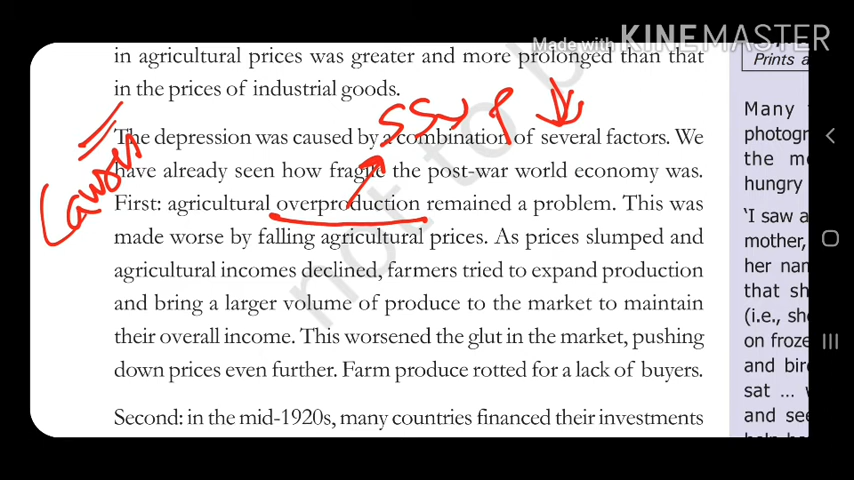 Made with KINEMASTER
in agricultural prices was greater and more prolonged than that
in the prices of industrial goods.
The depression was caused by a combination of several factors. We
have already seen how fragile the post-war world economy was.
First: agricultural overproduction remained a problem. This was
made worse by falling agricultural prices. As prices slumped and
agricultural incomes declined, farmers tried to expand production
and bring a larger volume of produce to the market to maintain
their overall income. This worsened the glut in the market, pushing
down prices even further. Farm produce rotted for a lack of buyers.
Second: in the mid-1920s, many countries financed their investments
Causes
P
not to b
Prints a
Many
photogr
the m
hungry
'I saw a
mother,
her nan
that sh
(i.e., she
on froze
and bir
sat ... w
and see